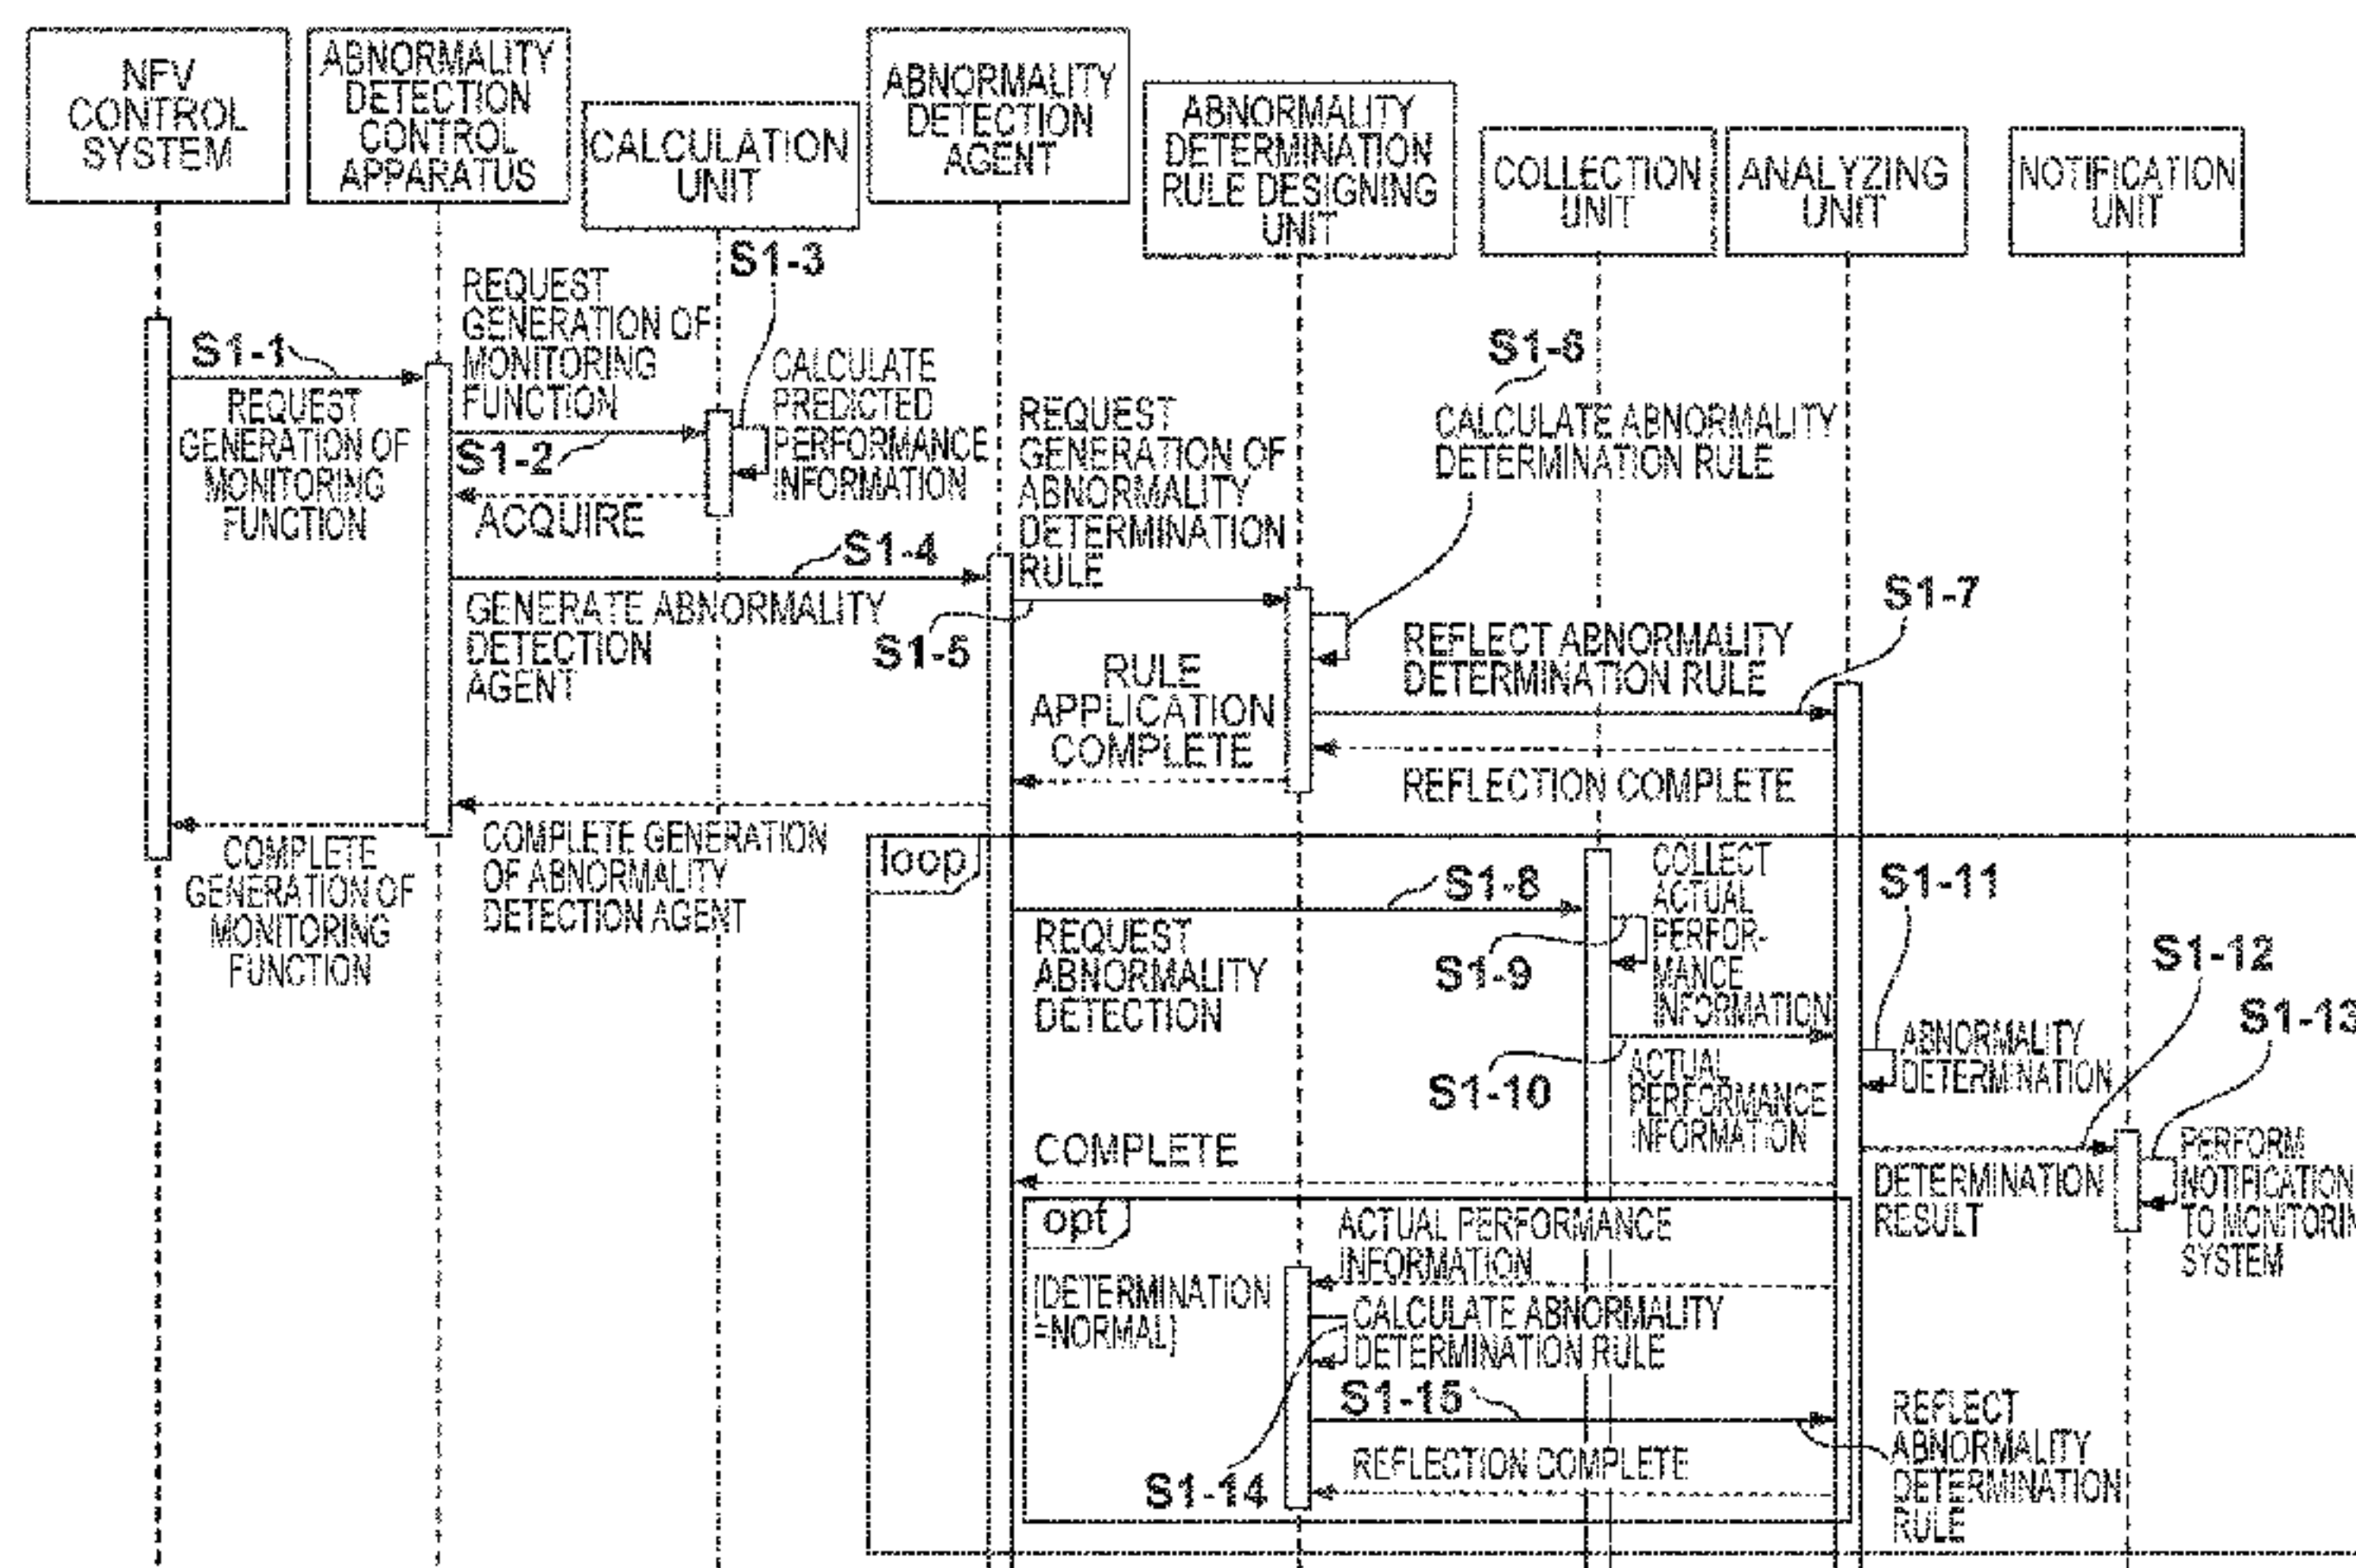 NFV
CONTROL
SYSTEM
ABNORMALITY
DETECTION
CONTROL
APPARATUS
CALCULATION
UNIT
ABNORMALITY
DETECTION
AGENT
ABNORMALITY
DETERMINATION
RULE DESIGNING
UNIT
COLLECTION
UNIT
ANALYZING
UNIT
NOTIFICATION
UNIT
S1-1
REQUEST
GENERATION OF
MONITORING
FUNCTION
REQUEST
GENERATION OF
MONITORING
FUNCTION
S1-2
S1-3
CALCULATE
PREDICTED
PERFORMANCE
INFORMATION
ACQUIRE
S1-4
GENERATE ABNORMALITY
DETECTION
AGENT
REQUEST
GENERATION OF
ABNORMALITY
DETERMINATION
RULE
S1-5
S1-6
CALCULATE ABNORMALITY
DETERMINATION RULE
S1-7
REFLECT ABNORMALITY
DETERMINATION RULE
REFLECTION COMPLETE
RULE
APPLICATION
COMPLETE
COMPLETE GENERATION
OF ABNORMALITY
DETECTION AGENT
COMPLETE
GENERATION OF
MONITORING
FUNCTION
loop
S1-8
REQUEST
ABNORMALITY
DETECTION
S1-9
COLLECT
ACTUAL
PERFOR-
MANCE
INFORMATION
S1-10
ACTUAL
PERFORMANCE
INFORMATION
S1-11
ABNORMALITY
DETERMINATION
S1-12
DETERMINATION
RESULT
S1-13
PERFORM
NOTIFICATION
TO MONITORIN
SYSTEM
COMPLETE
opt
[DETERMINATION
=NORMAL]
ACTUAL PERFORMANCE
INFORMATION
CALCULATE ABNORMALITY
DETERMINATION RULE
S1-14
S1-15
REFLECT
ABNORMALITY
DETERMINATION
RULE
REFLECTION COMPLETE